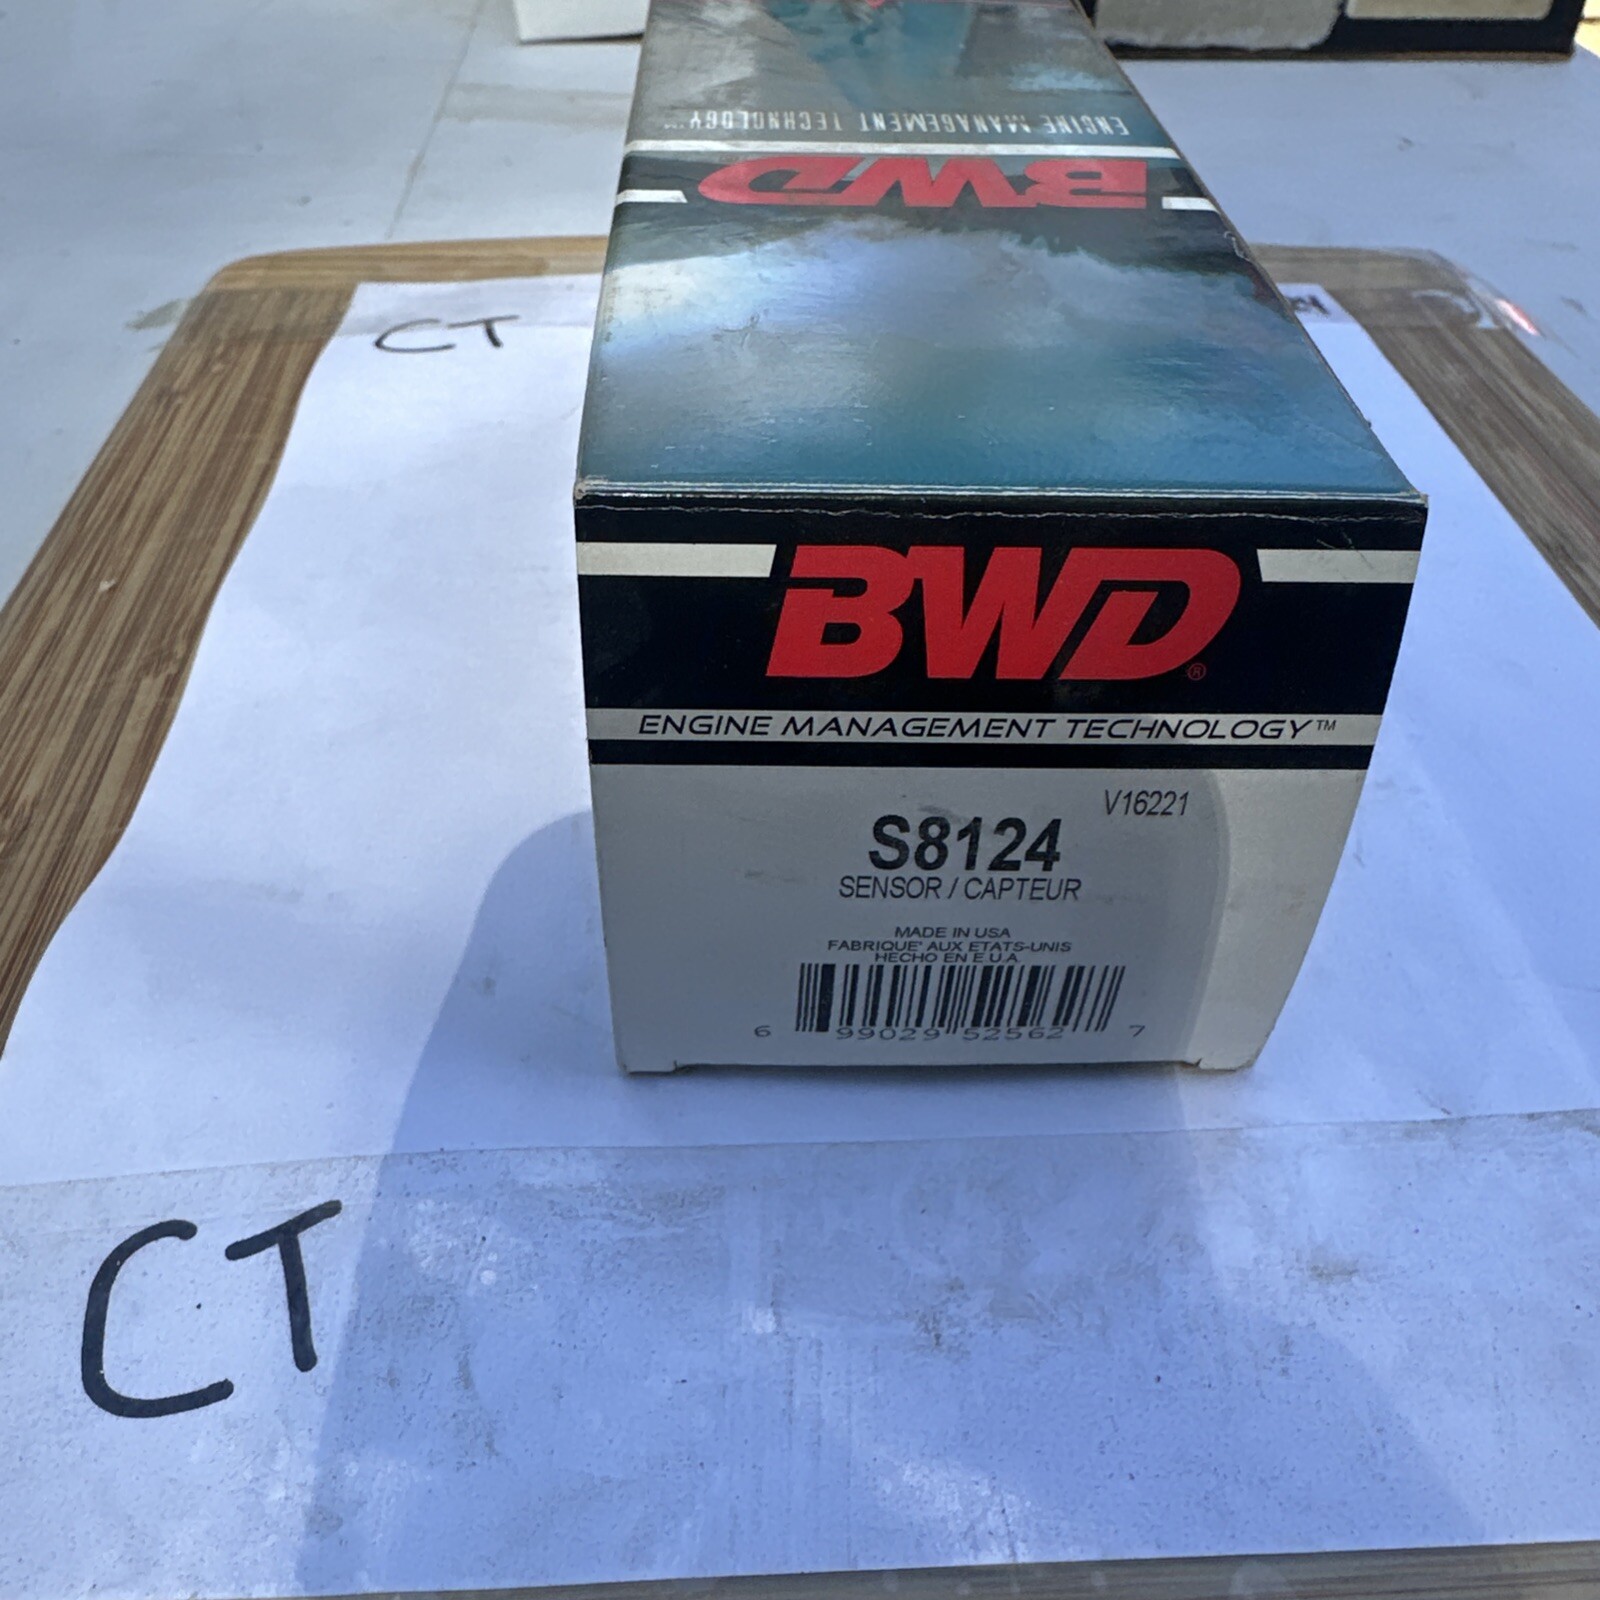 ENGINE MANAGEMENT TECHNOLOGY™
BWD
CT
BWD®
ENGINE MANAGEMENT TECHNOLOGY™
V16221
S8124
SENSOR / CAPTEUR
MADE IN USA
FABRIQUE' AUX ETATS-UNIS
HECHO EN E.U.A.
6 99029 52562 7
CT